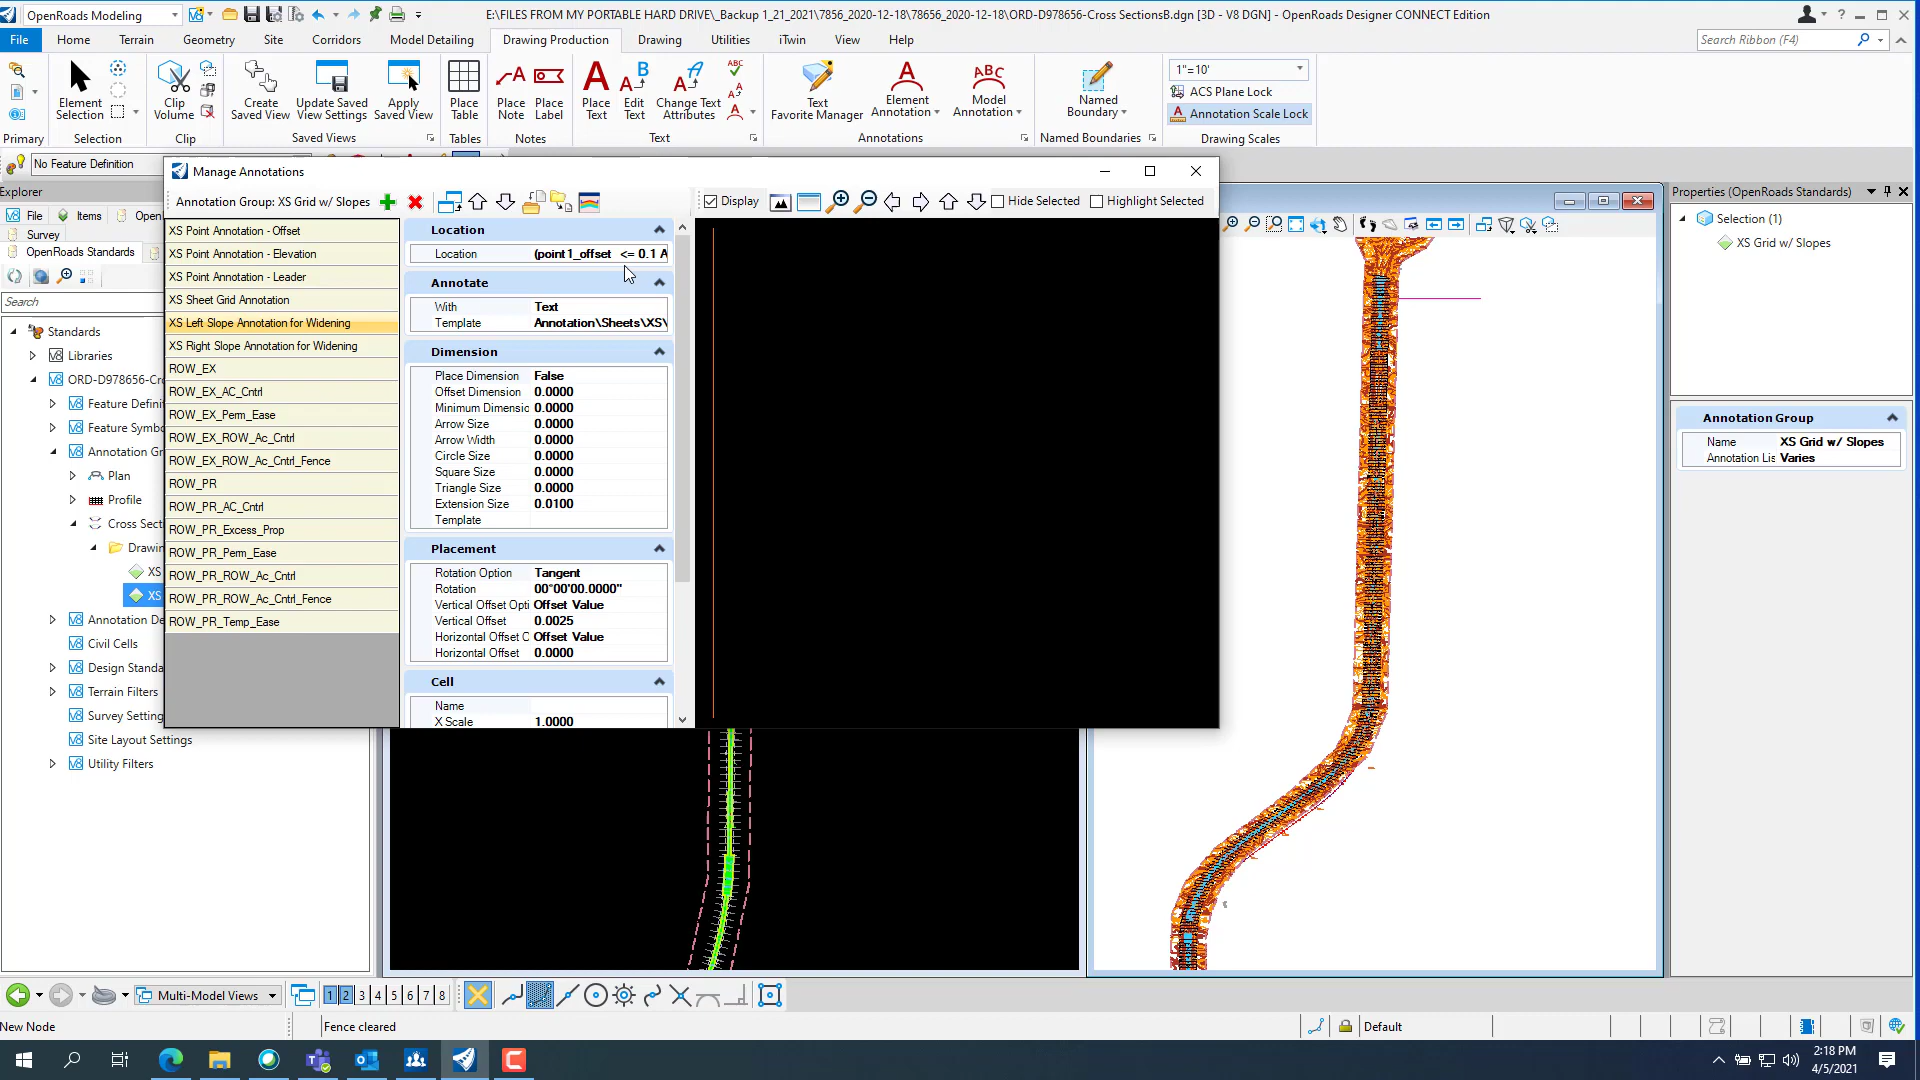 OpenRoads Modeling
E:\FILES FROM MY PORTABLE HARD DRIVE\_Backup 1_21_2021\7856_2020-12-18\78656_2020-12-18\ORD-D978656-Cross SectionsB.dgn [3D - V8 DGN] - OpenRoads Designer CONNECT Edition
File Home Terrain Geometry Site Corridors Model Detailing Drawing Production Drawing Utilities iTwin View Help
Search Ribbon (F4)
Element Selection
Clip Volume
Create Saved View
Update Saved View Settings
Apply Saved View
Place Table
Place Note
Place Label
Place Text
Edit Text
Change Text Attributes
Text Favorite Manager
Element Annotation
Model Annotation
Named Boundary
1"=10'
ACS Plane Lock
Annotation Scale Lock
Primary Selection Clip Saved Views Tables Notes Text Annotations Named Boundaries Drawing Scales
No Feature Definition
Explorer
File Items Open
Survey
OpenRoads Standards
Search
Standards
Libraries
ORD-D978656-Cro
Feature Defini
Feature Symbo
Annotation Gr
Plan
Profile
Cross Secti
Drawin
XS
XS
Annotation De
Civil Cells
Design Standa
Terrain Filters
Survey Setting
Site Layout Settings
Utility Filters
Manage Annotations
Annotation Group: XS Grid w/ Slopes
Display
Hide Selected
Highlight Selected
XS Point Annotation - Offset
XS Point Annotation - Elevation
XS Point Annotation - Leader
XS Sheet Grid Annotation
XS Left Slope Annotation for Widening
XS Right Slope Annotation for Widening
ROW_EX
ROW_EX_AC_Cntrl
ROW_EX_Perm_Ease
ROW_EX_ROW_Ac_Cntrl
ROW_EX_ROW_Ac_Cntrl_Fence
ROW_PR
ROW_PR_AC_Cntrl
ROW_PR_Excess_Prop
ROW_PR_Perm_Ease
ROW_PR_ROW_Ac_Cntrl
ROW_PR_ROW_Ac_Cntrl_Fence
ROW_PR_Temp_Ease
Location
Location (point1_offset <= 0.1 A
Annotate
With Text
Template Annotation\Sheets\XS\
Dimension
Place Dimension False
Offset Dimension 0.0000
Minimum Dimensio 0.0000
Arrow Size 0.0000
Arrow Width 0.0000
Circle Size 0.0000
Square Size 0.0000
Triangle Size 0.0000
Extension Size 0.0100
Template
Placement
Rotation Option Tangent
Rotation 00°00'00.0000"
Vertical Offset Opti Offset Value
Vertical Offset 0.0025
Horizontal Offset O Offset Value
Horizontal Offset 0.0000
Cell
Name
X Scale 1.0000
Properties (OpenRoads Standards)
Selection (1)
XS Grid w/ Slopes
Annotation Group
Name XS Grid w/ Slopes
Annotation Lis Varies
Multi-Model Views
1 2 3 4 5 6 7 8
New Node
Fence cleared
Default
2:18 PM
4/5/2021